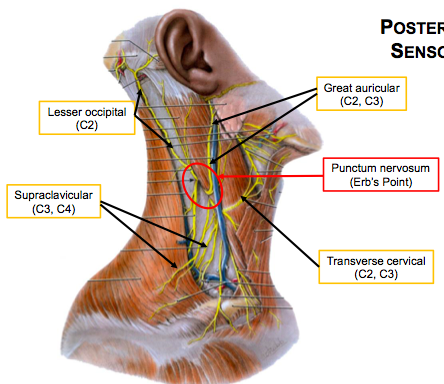 POSTER
SENSO
Great auricular
(C2, C3)
Lesser occipital
(C2)
Punctum nervosum
(Erb's Point)
Supraclavicular
(C3, C4)
Transverse cervical
(C2, C3)